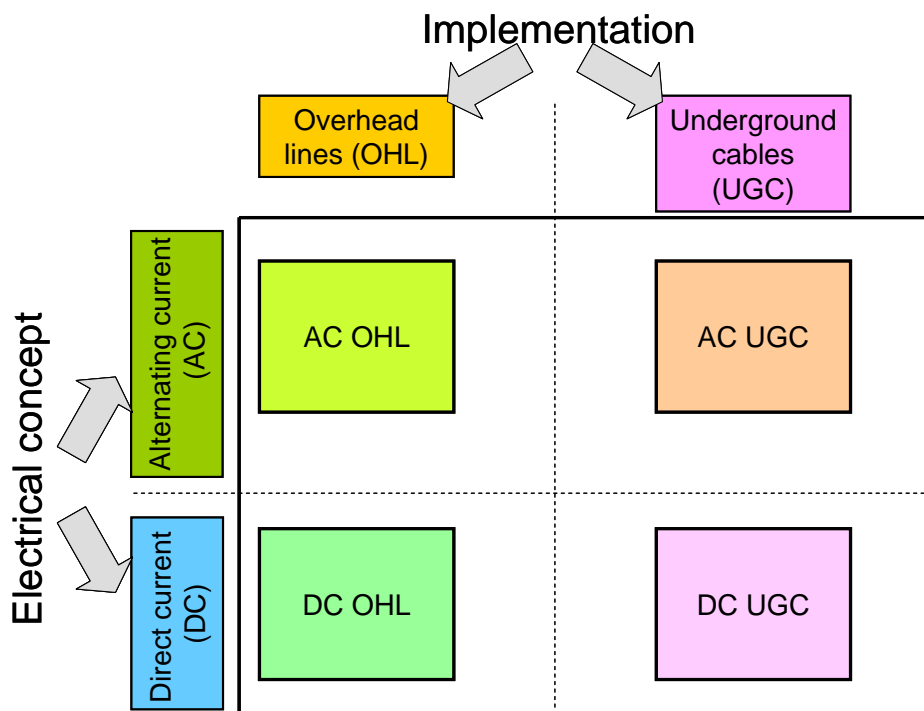 Implementation
Overhead
lines (OHL)
Underground
cables
(UGC)
Electrical concept
Alternating current
(AC)
AC OHL
AC UGC
Direct current
(DC)
DC OHL
DC UGC